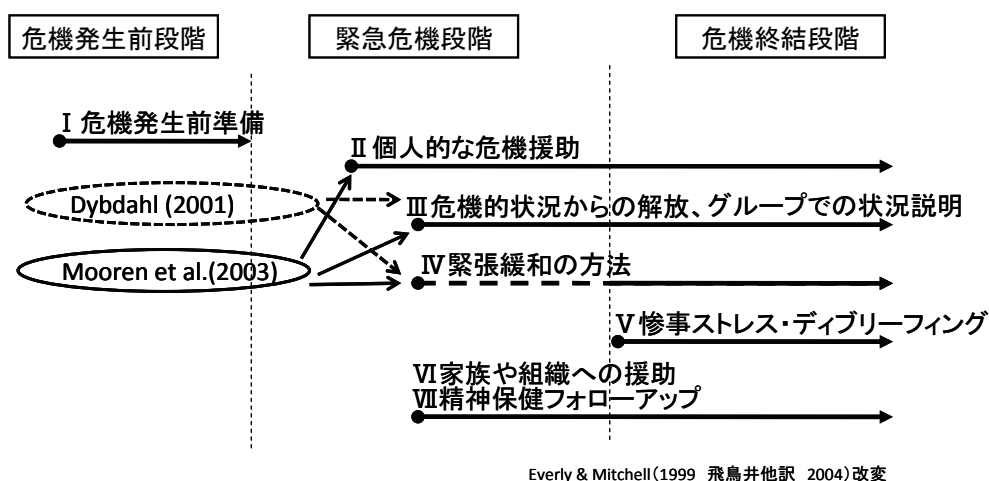 危機発生前段階
緊急危機段階
危機終結段階
Ⅰ 危機発生前準備
Ⅱ 個人的な危機援助
Dybdahl (2001)
Ⅲ 危機的状況からの解放、グループでの状況説明
Mooren et al.(2003)
Ⅳ 緊張緩和の方法
Ⅴ 惨事ストレス・ディブリーフィング
Ⅵ 家族や組織への援助
Ⅶ 精神保健フォローアップ
Everly & Mitchell(1999 飛鳥井他訳 2004)改変